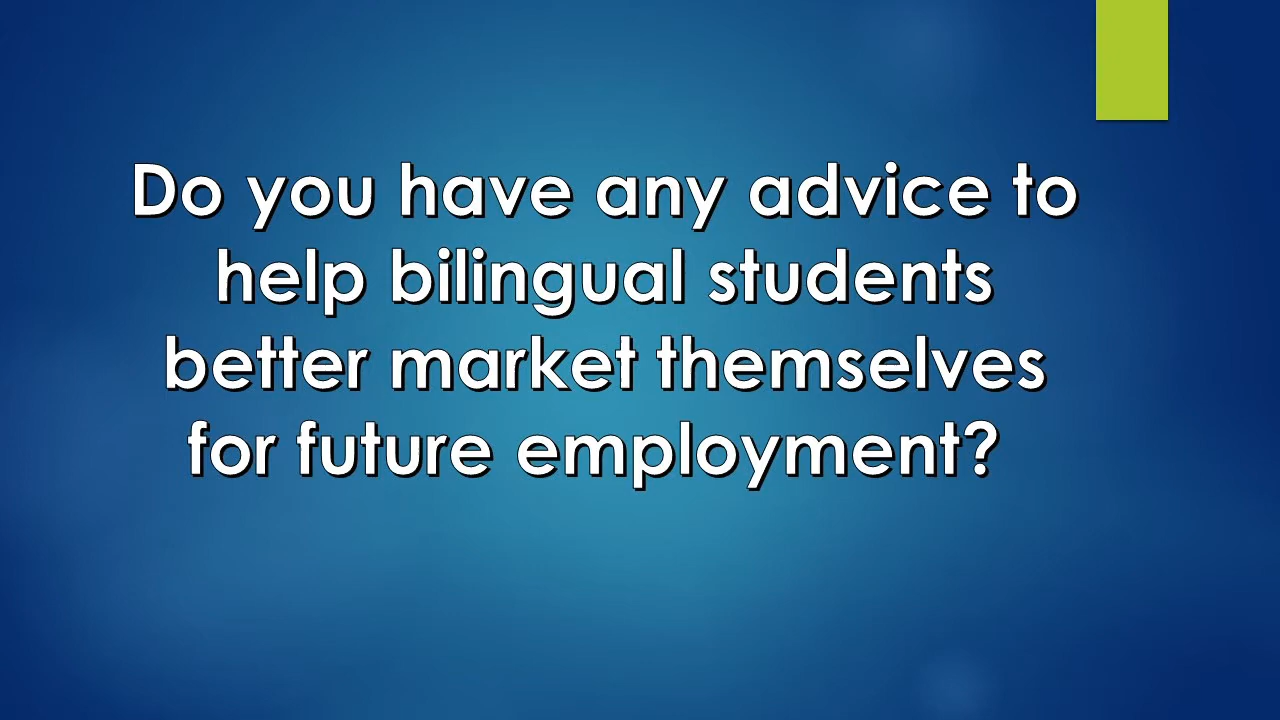 Do you have any advice to
help bilingual students
better market themselves
for future employment?